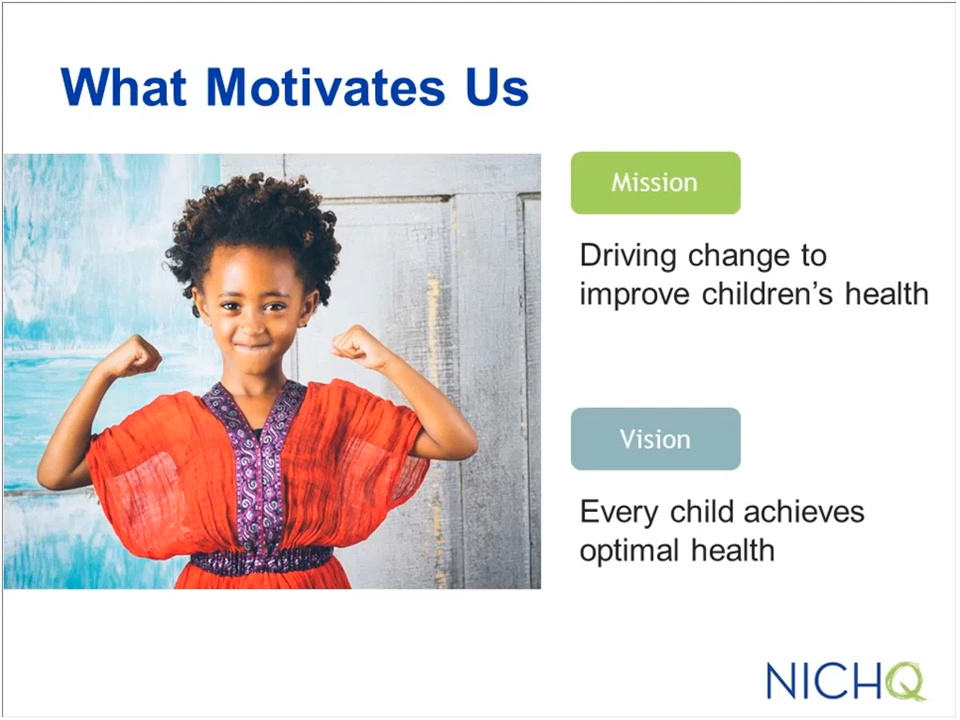 What Motivates Us
Mission
Driving change to
improve children’s health
Vision
Every child achieves
optimal health
NICHQ